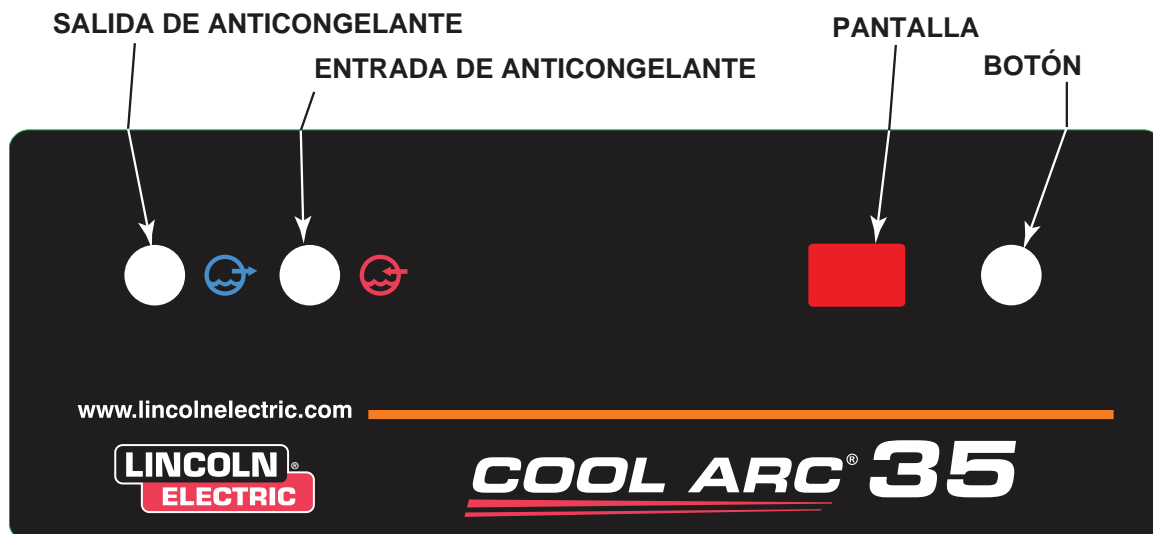 SALIDA DE ANTICONGELANTE
PANTALLA
ENTRADA DE ANTICONGELANTE
BOTÓN
www.lincolnelectric.com
LINCOLN ®
ELECTRIC
COOL ARC® 35